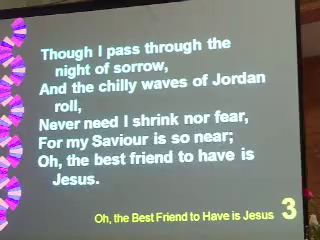 Though I pass through the
night of sorrow,
And the chilly waves of Jordan
roll,
Never need I shrink nor fear,
For my Saviour is so near;
Oh, the best friend to have is
Jesus.
Oh, the Best Friend to Have is Jesus 3